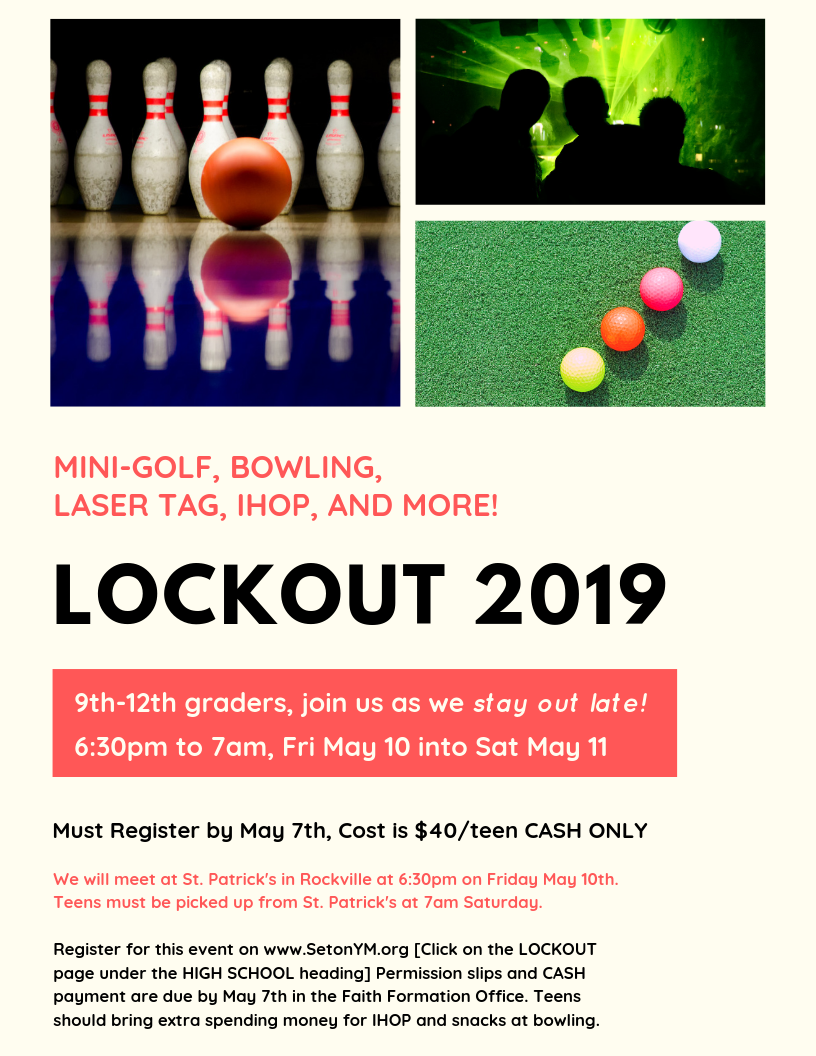 MINI-GOLF, BOWLING,
LASER TAG, IHOP, AND MORE!
LOCKOUT 2019
9th-12th graders, join us as we stay out late!
6:30pm to 7am, Fri May 10 into Sat May 11
Must Register by May 7th, Cost is $40/teen CASH ONLY
We will meet at St. Patrick's in Rockville at 6:30pm on Friday May 10th.
Teens must be picked up from St. Patrick's at 7am Saturday.
Register for this event on www.SetonYM.org [Click on the LOCKOUT
page under the HIGH SCHOOL heading] Permission slips and CASH
payment are due by May 7th in the Faith Formation Office. Teens
should bring extra spending money for IHOP and snacks at bowling.